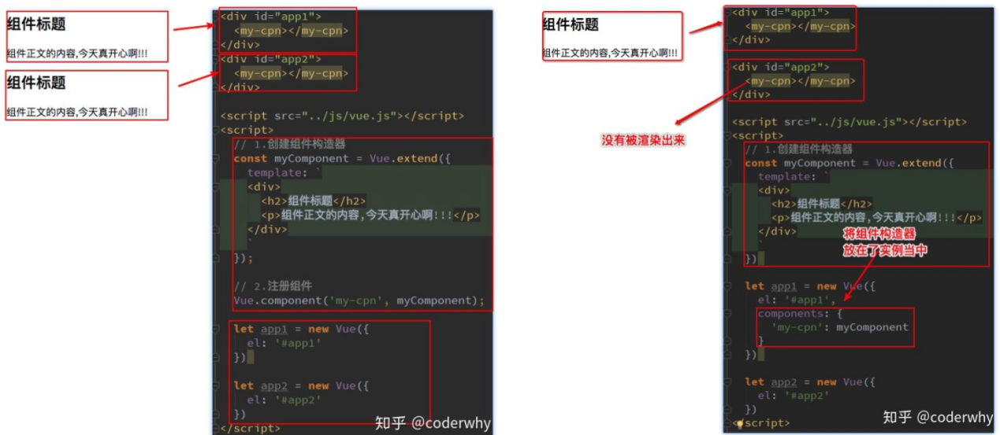 组件标题
组件正文的内容,今天真开心啊!!!
组件标题
组件正文的内容,今天真开心啊!!!
<div id="app1">
<my-cpn></my-cpn>
</div>
<div id="app2">
<my-cpn></my-cpn>
</div>
<script src="../js/vue.js"></script>
<script>
// 1.创建组件构造器
const myComponent = Vue.extend({
template: `
<div>
<h2>组件标题</h2>
<p>组件正文的内容,今天真开心啊!!!</p>
</div>
`
});
// 2.注册组件
Vue.component('my-cpn', myComponent);
let app1 = new Vue({
el: '#app1'
})
let app2 = new Vue({
el: '#app2'
})
</script>
知乎 @coderwhy
组件标题
组件正文的内容,今天真开心啊!!!
没有被渲染出来
<div id="app1">
<my-cpn></my-cpn>
</div>
<div id="app2">
<my-cpn></my-cpn>
</div>
<script src="../js/vue.js"></script>
<script>
// 1.创建组件构造器
const myComponent = Vue.extend({
template: `
<div>
<h2>组件标题</h2>
<p>组件正文的内容,今天真开心啊!!!</p>
</div>
`
})
将组件构造器
放在了实例当中
let app1 = new Vue({
el: '#app1',
components: {
'my-cpn': myComponent
}
})
let app2 = new Vue({
el: '#app2'
})
script>
知乎 @coderwhy